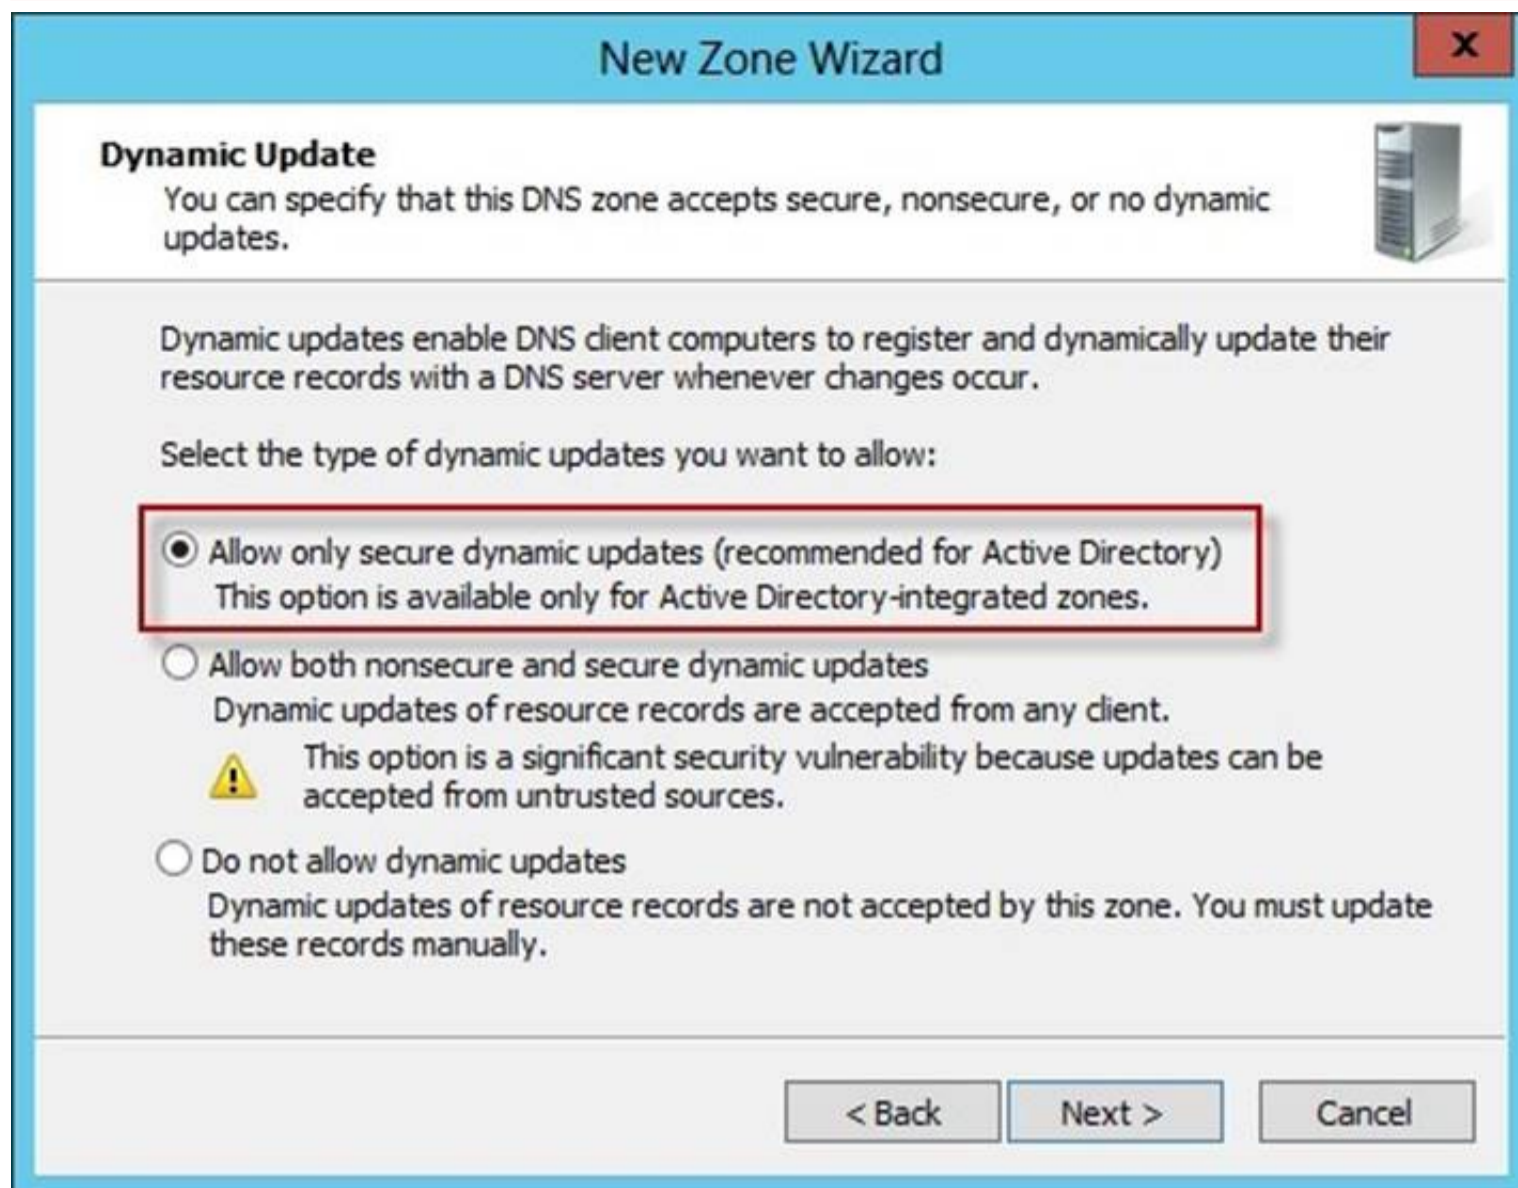 New Zone Wizard
x
Dynamic Update
You can specify that this DNS zone accepts secure, nonsecure, or no dynamic
updates.
Dynamic updates enable DNS client computers to register and dynamically update their
resource records with a DNS server whenever changes occur.
Select the type of dynamic updates you want to allow:
Allow only secure dynamic updates (recommended for Active Directory)
This option is available only for Active Directory-integrated zones.
Allow both nonsecure and secure dynamic updates
Dynamic updates of resource records are accepted from any client.
This option is a significant security vulnerability because updates can be
accepted from untrusted sources.
Do not allow dynamic updates
Dynamic updates of resource records are not accepted by this zone. You must update
these records manually.
< Back Next > Cancel